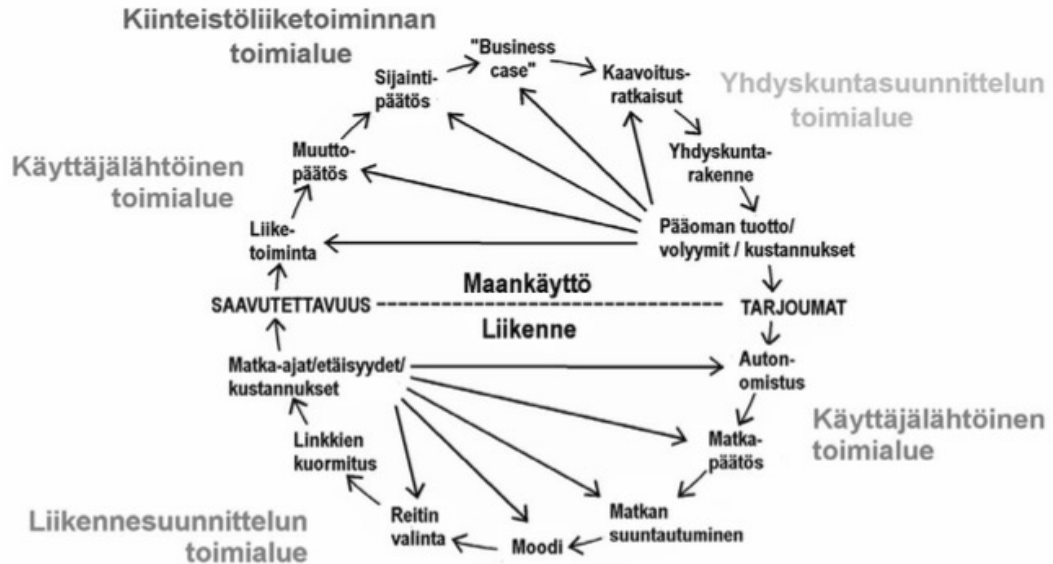 Kiinteistöliiketoiminnan
toimialue
"Business
case"
Sijainti-
päätös
Kaavoitus-
ratkaisut
Yhdyskuntasuunnittelun
toimialue
Muutto-
päätös
Yhdyskunta-
rakenne
Käyttäjälähtöinen
toimialue
Liike-
toiminta
Pääoman tuotto/
volyymit / kustannukset
Maankäyttö
SAAVUTETTAVUUS
TARJOUMAT
Liikenne
Matka-ajat/etäisyydet/
kustannukset
Auton-
omistus
Käyttäjälähtöinen
toimialue
Linkkien
kuormitus
Matka-
päätös
Liikennesuunnittelun
toimialue
Reitin
valinta
Moodi
Matkan
suuntautuminen